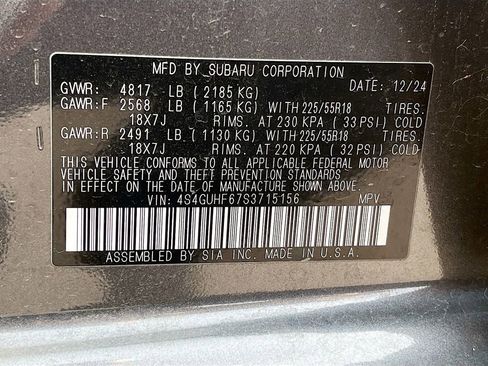 MFD BY SUBARU CORPORATION
GVWR: 4817 LB ( 2185 KG) DATE: 12/24
GAWR:F 2568 LB ( 1165 KG) WITH 225/55R18 TIRES.
18X7J RIMS. AT 230 KPA ( 33 PSI) COLD
GAWR:R 2491 LB ( 1130 KG) WITH 225/55R18 TIRES.
18X7J RIMS. AT 220 KPA ( 32 PSI) COLD
THIS VEHICLE CONFORMS TO ALL APPLICABLE FEDERAL MOTOR
VEHICLE SAFETY AND THEFT PREVENTION STANDARDS
IN EFFECT ON THE DATE OF MANUFACTURE SHOWN ABOVE.
VIN: 4S4GUHF67S3715156 MPV
ASSEMBLED BY SIA INC. MADE IN U.S.A.